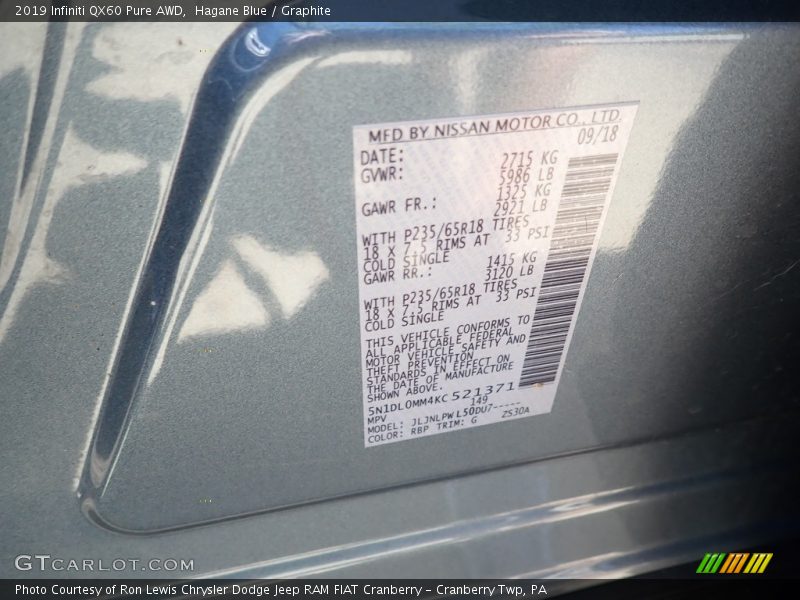 2019 Infiniti QX60 Pure AWD,  Hagane Blue / Graphite
MFD BY NISSAN MOTOR CO., LTD.
DATE: 09/18
GVWR: 2715 KG
5986 LB
GAWR FR.: 1325 KG
2921 LB
WITH P235/65R18 TIRES
18 X 7.5 RIMS AT 33 PSI
COLD SINGLE
GAWR RR.: 1415 KG
3120 LB
WITH P235/65R18 TIRES
18 X 7.5 RIMS AT 33 PSI
COLD SINGLE
THIS VEHICLE CONFORMS TO
ALL APPLICABLE FEDERAL
MOTOR VEHICLE SAFETY AND
THEFT PREVENTION
STANDARDS IN EFFECT ON
THE DATE OF MANUFACTURE
SHOWN ABOVE.
5N1DL0MM4KC521371
MPV 149
MODEL: JLJNLPWL50DU7-----
COLOR: RBP TRIM: G ZS30A
GTCARLOT.COM
Photo Courtesy of Ron Lewis Chrysler Dodge Jeep RAM FIAT Cranberry – Cranberry Twp, PA